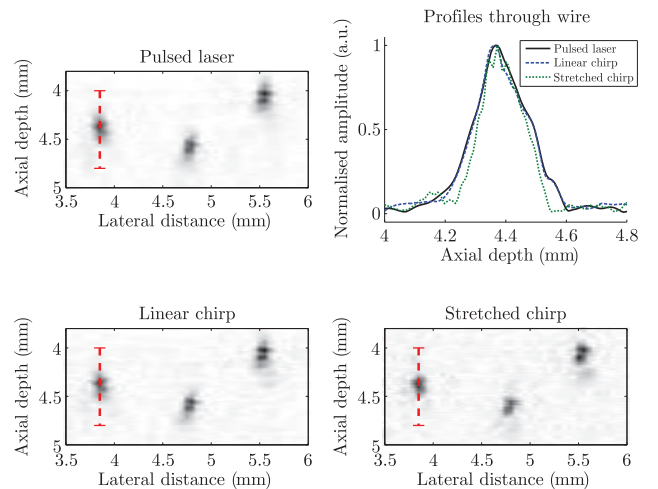 Pulsed laser
Axial depth (mm)
4
4.5
5
3.5 4 4.5 5 5.5 6
Lateral distance (mm)
Profiles through wire
Normalised amplitude (a.u.)
1
0.5
0
Pulsed laser
Linear chirp
Stretched chirp
4 4.2 4.4 4.6 4.8
Axial depth (mm)
Linear chirp
Axial depth (mm)
4
4.5
5
3.5 4 4.5 5 5.5 6
Lateral distance (mm)
Stretched chirp
Axial depth (mm)
4
4.5
5
3.5 4 4.5 5 5.5 6
Lateral distance (mm)